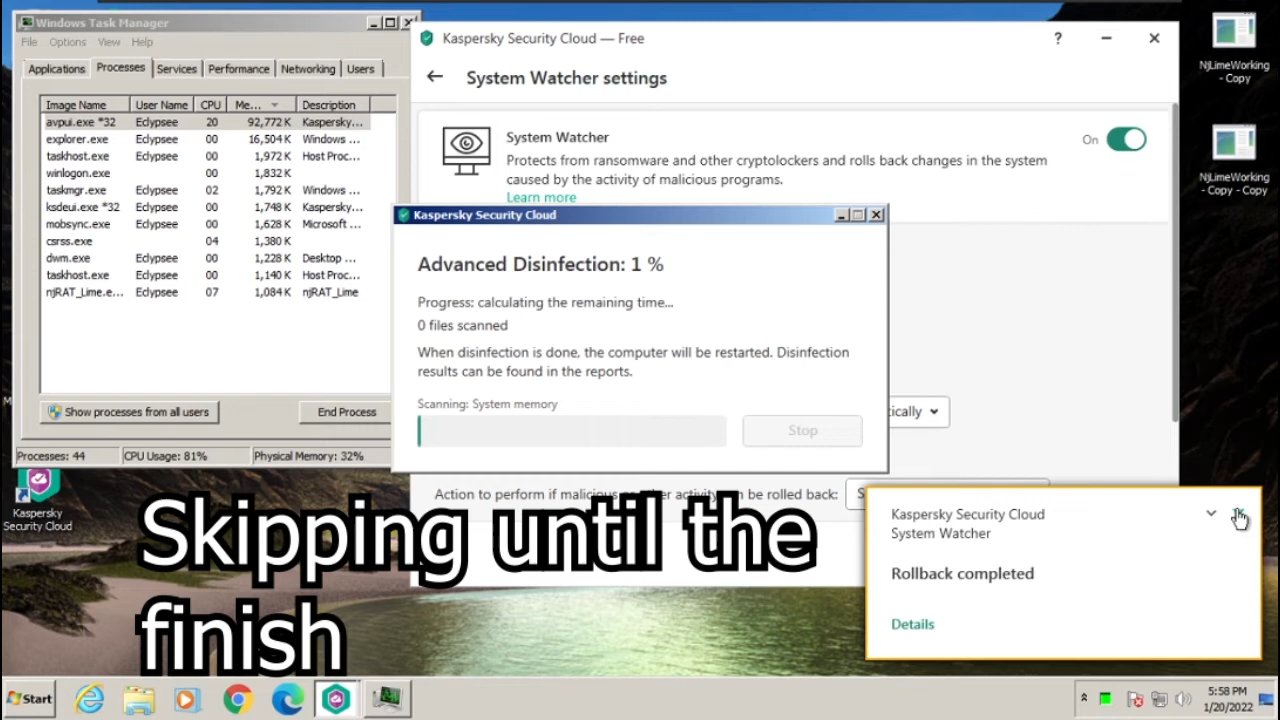 Windows Task Manager
File Options View Help
Applications Processes Services Performance Networking Users
Image Name User Name CPU Me... Description
avpui.exe *32 Eclypsee 20 92,772 K Kaspersky...
explorer.exe Eclypsee 00 16,504 K Windows ...
taskhost.exe Eclypsee 00 1,972 K Host Proc...
winlogon.exe 00 1,832 K
taskmgr.exe Eclypsee 02 1,792 K Windows ...
ksdeui.exe *32 Eclypsee 00 1,748 K Kaspersky...
mobsync.exe Eclypsee 00 1,628 K Microsoft ...
csrss.exe 04 1,380 K
dwm.exe Eclypsee 00 1,228 K Desktop ...
taskhost.exe Eclypsee 00 1,140 K Host Proc...
njRAT_Lime.e... Eclypsee 07 1,084 K njRAT_Lime
Show processes from all users End Process
Processes: 44 CPU Usage: 81% Physical Memory: 32%
Kaspersky Security Cloud — Free ?
System Watcher settings
System Watcher
On
Protects from ransomware and other cryptolockers and rolls back changes in the system
caused by the activity of malicious programs.
Learn more
Kaspersky Security Cloud
Advanced Disinfection: 1 %
Progress: calculating the remaining time...
0 files scanned
When disinfection is done, the computer will be restarted. Disinfection
results can be found in the reports.
Scanning: System memory
Stop
ically
Action to perform if malicious or other activity can be rolled back:
Kaspersky Security Cloud
System Watcher
Rollback completed
Details
NjLimeWorking
- Copy
NjLimeWorking
- Copy - Copy
Kaspersky
Security Cloud
Skipping until the
finish
Start
5:58 PM
1/20/2022